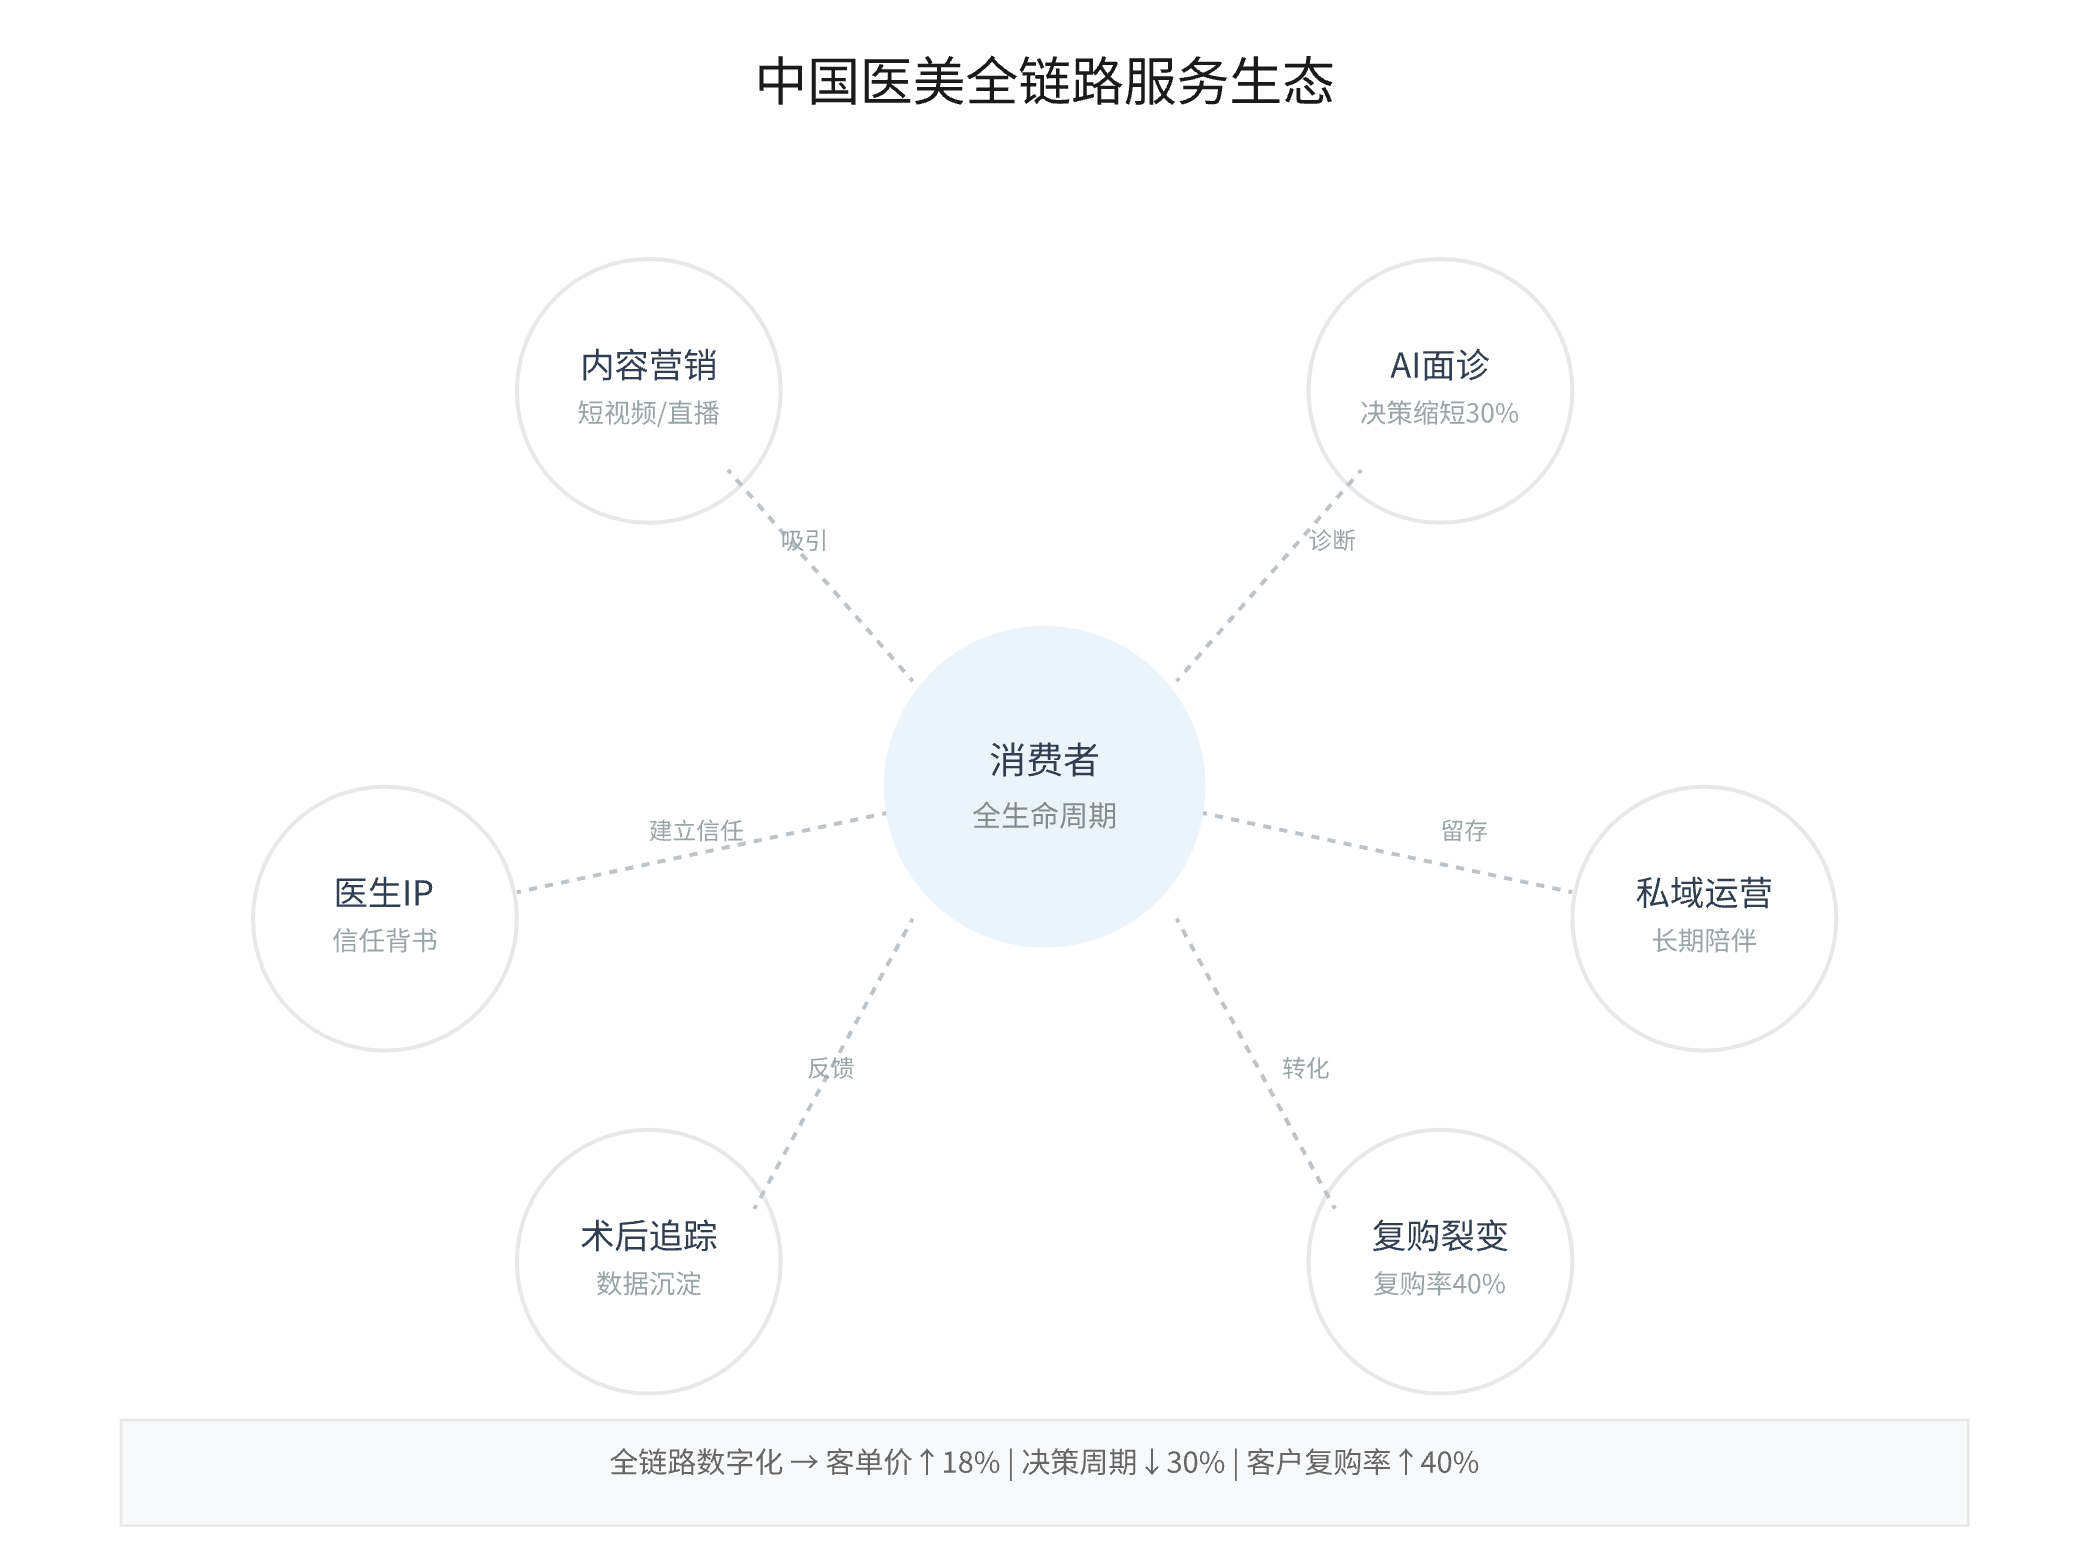 中国医美全链路服务生态
内容营销
短视频/直播
AI面诊
决策缩短30%
吸引
诊断
消费者
全生命周期
建立信任
留存
医生IP
信任背书
私域运营
长期陪伴
反馈
转化
术后追踪
数据沉淀
复购裂变
复购率40%
全链路数字化 → 客单价↑18% | 决策周期↓30% | 客户复购率↑40%